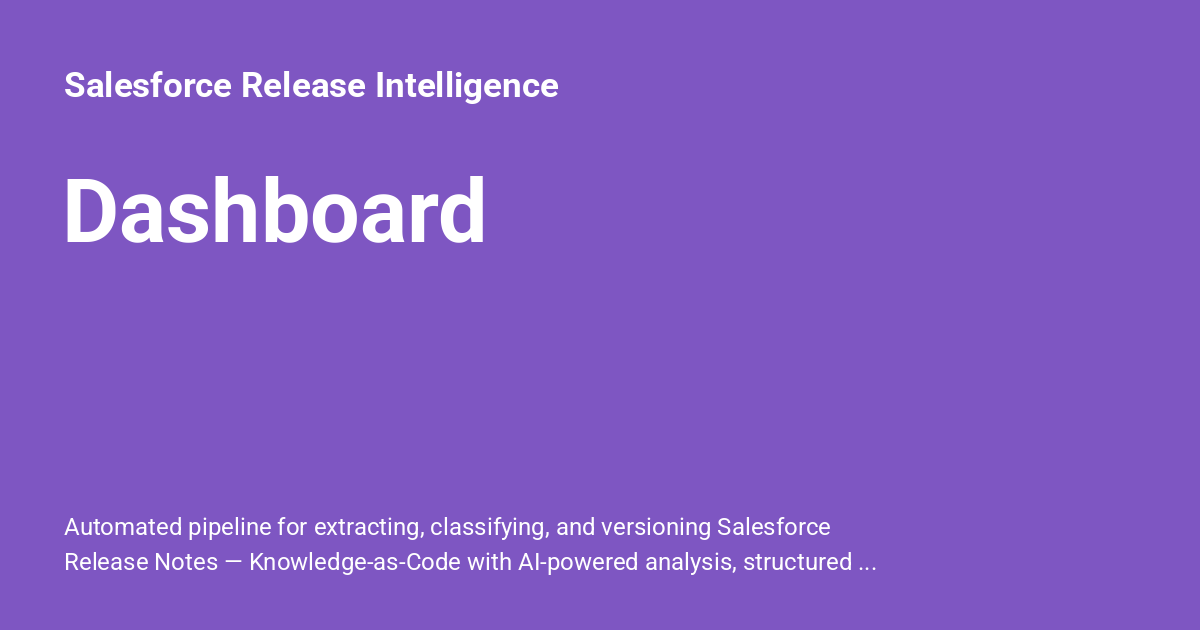 Salesforce Release Intelligence
Dashboard
Automated pipeline for extracting, classifying, and versioning Salesforce
Release Notes — Knowledge-as-Code with AI-powered analysis, structured ...